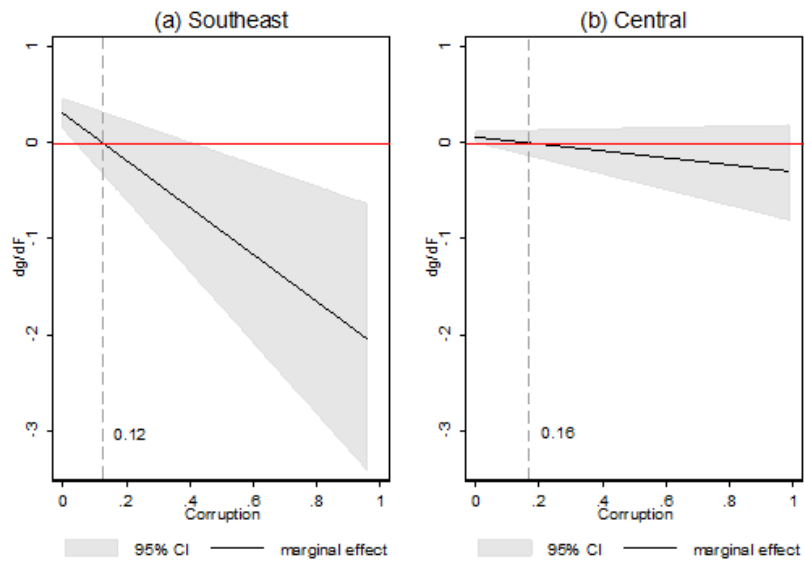 (a) Southeast
(b) Central
1
0
-1
-2
-3
dg/dF
0.12
0 .2 .4 .6 .8 1
Corruption
95% CI marginal effect
1
0
-1
-2
-3
dg/dF
0.16
0 .2 .4 .6 .8 1
Corruption
95% CI marginal effect